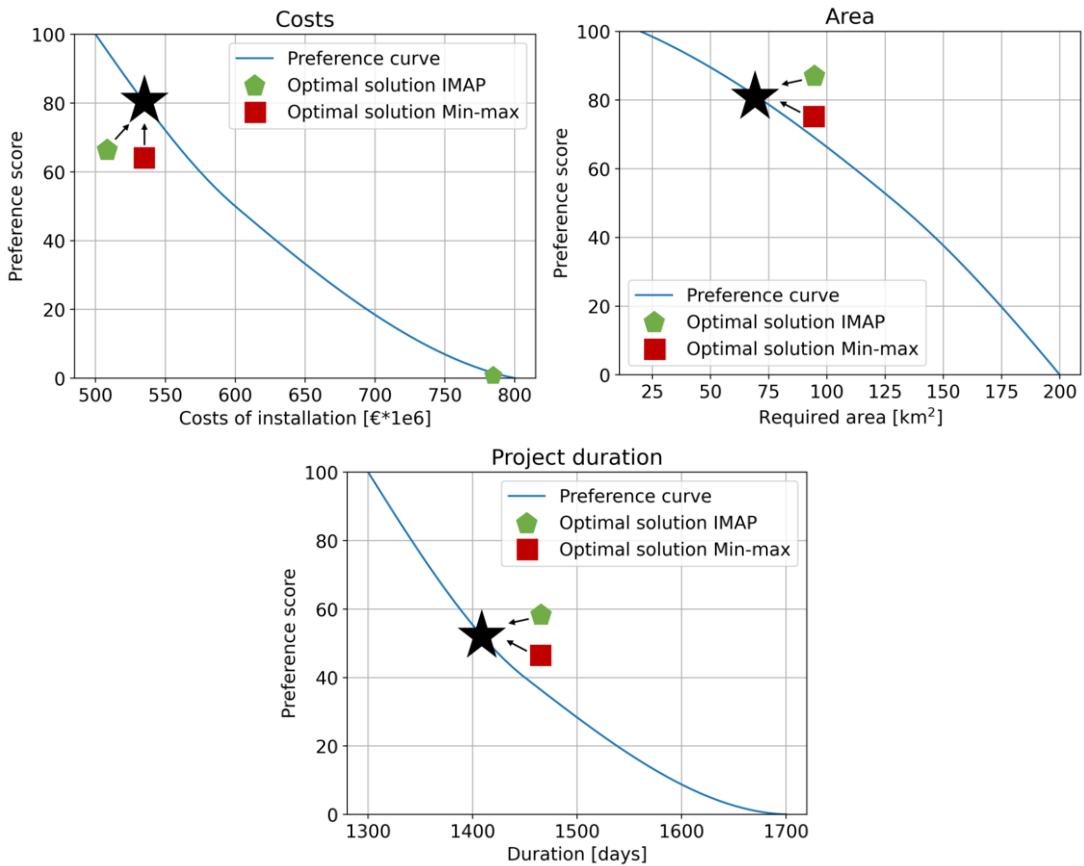 Costs
100
80
60
40
20
0
Preference score
Preference curve
Optimal solution IMAP
Optimal solution Min-max
500 550 600 650 700 750 800
Costs of installation [€*1e6]
Area
100
80
60
40
20
0
Preference score
Preference curve
Optimal solution IMAP
Optimal solution Min-max
25 50 75 100 125 150 175 200
Required area [km²]
Project duration
100
80
60
40
20
0
Preference score
Preference curve
Optimal solution IMAP
Optimal solution Min-max
1300 1400 1500 1600 1700
Duration [days]